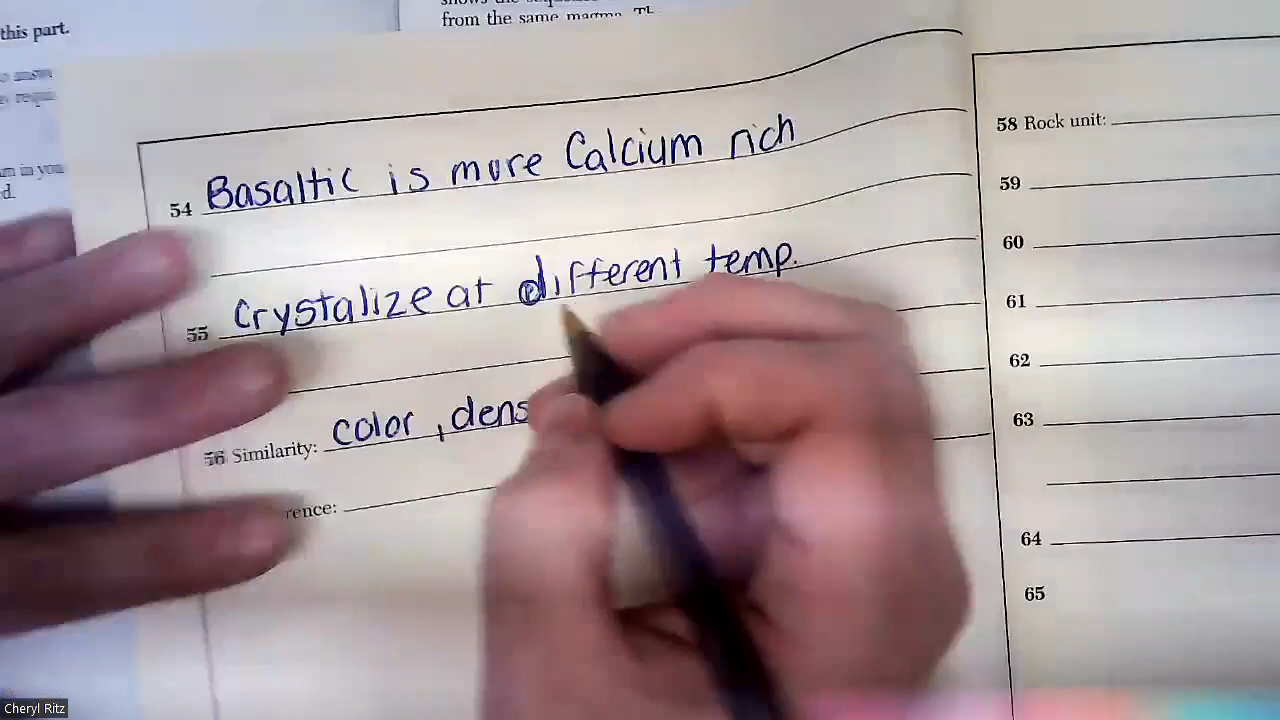 this part.
from the same magma
Basaltic is more Calcium rich
54
Crystalize at different temp.
55
color, dens
56 Similarity:
rence:
58 Rock unit:
59
60
61
62
63
64
65
Cheryl Ritz